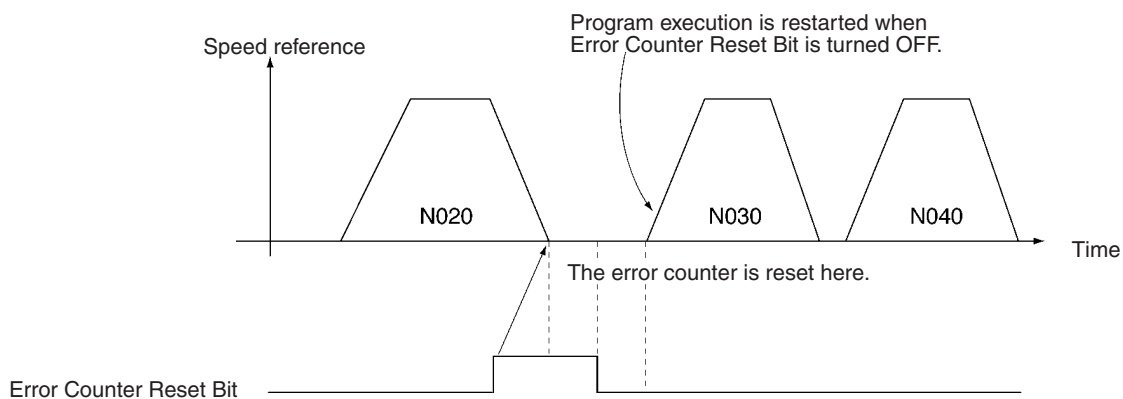 Program execution is restarted when
Error Counter Reset Bit is turned OFF.
Speed reference
N020
N030
N040
Time
The error counter is reset here.
Error Counter Reset Bit